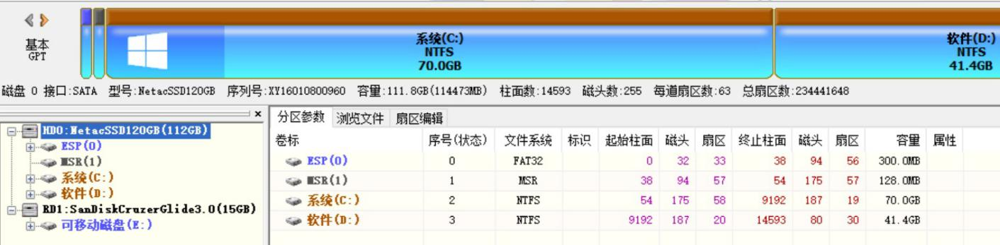 基本
GPT
系统(C:)
NTFS
70.0GB
软件(D:)
NTFS
41.4GB
磁盘 0 接口:SATA 型号:NetacSSD120GB 序列号:XY16010800960 容量:111.8GB(114473MB) 柱面数:14593 磁头数:255 每道扇区数:63 总扇区数:234441648
HD0:NetacSSD120GB(112GB)
ESP(0)
MSR(1)
系统(C:)
软件(D:)
RD1:SanDiskCruzerGlide3.0(15GB)
可移动磁盘(E:)
分区参数 浏览文件 扇区编辑
卷标 序号(状态) 文件系统 标识 起始柱面 磁头 扇区 终止柱面 磁头 扇区 容量 属性
ESP(0) 0 FAT32 0 32 33 38 94 56 300.0MB
MSR(1) 1 MSR 38 94 57 54 175 57 128.0MB
系统(C:) 2 NTFS 54 175 58 9192 187 19 70.0GB
软件(D:) 3 NTFS 9192 187 20 14593 80 30 41.4GB